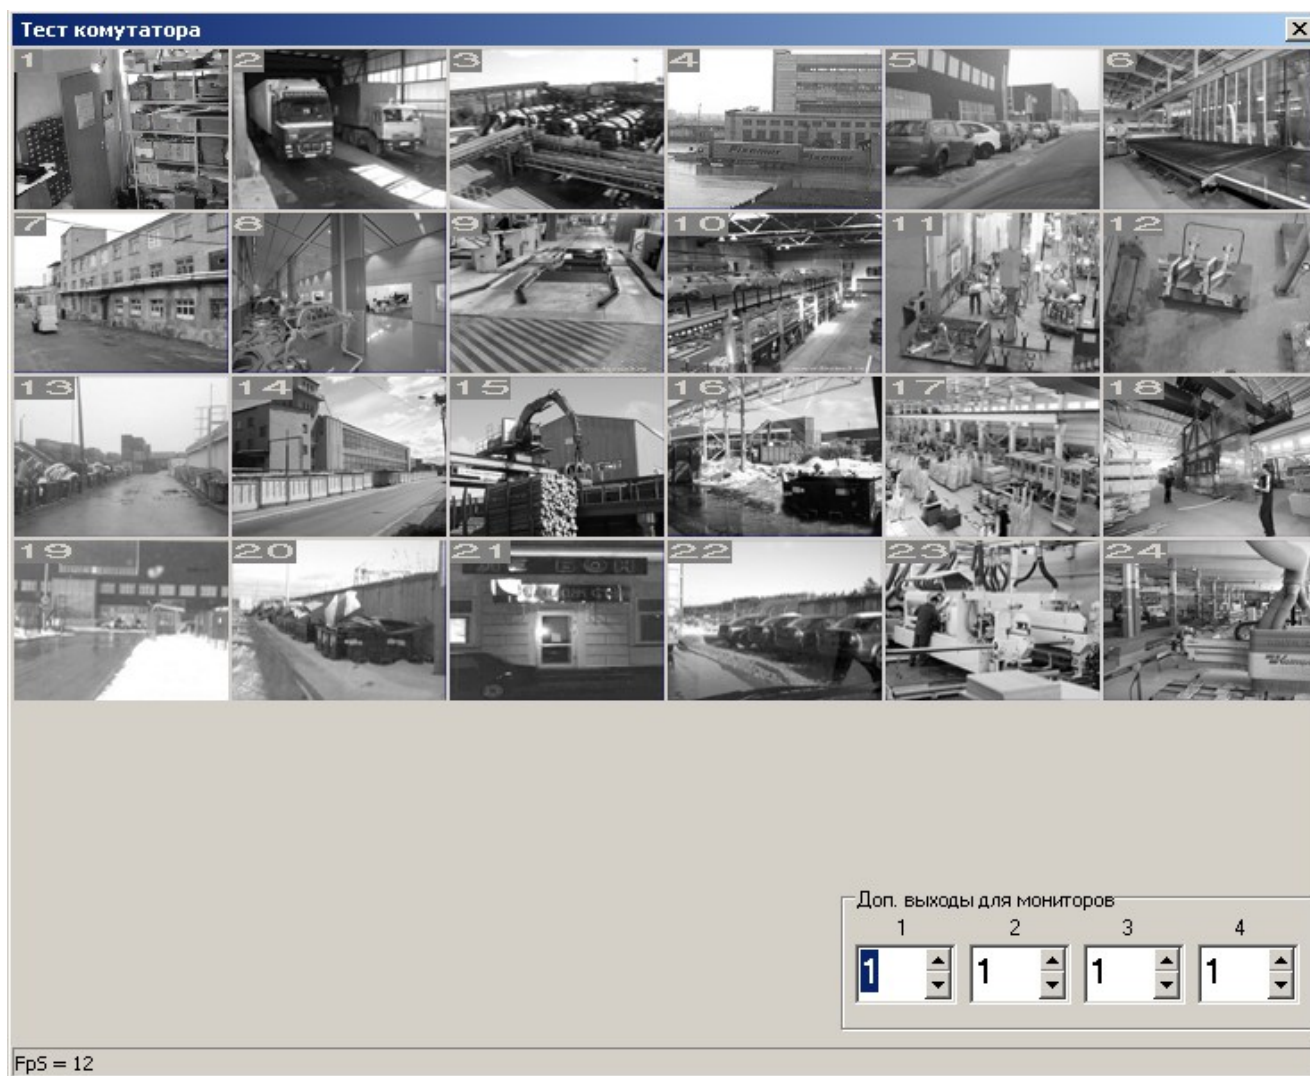 Тест комутатора
1 2 3 4 5 6
Pixemor Pixemor
7 8 9 10 11 12
13 14 15 16 17 18
19 20 21 22 23 24
Доп. выходы для мониторов
1 2 3 4
1 1 1 1
FpS = 12